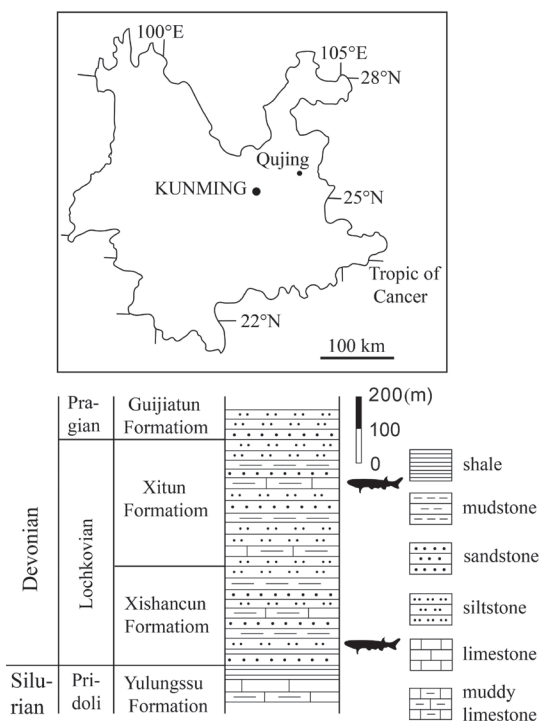 100°E
105°E
28°N
Qujing
KUNMING
25°N
Tropic of
Cancer
22°N
100 km
200(m)
100
0
Devonian
Silu-
rian
Pra-
gian
Lochkovian
Pri-
doli
Guijiatun
Formatiom
Xitun
Formatiom
Xishancun
Formatiom
Yulungssu
Formation
shale
mudstone
sandstone
siltstone
limestone
muddy
limestone